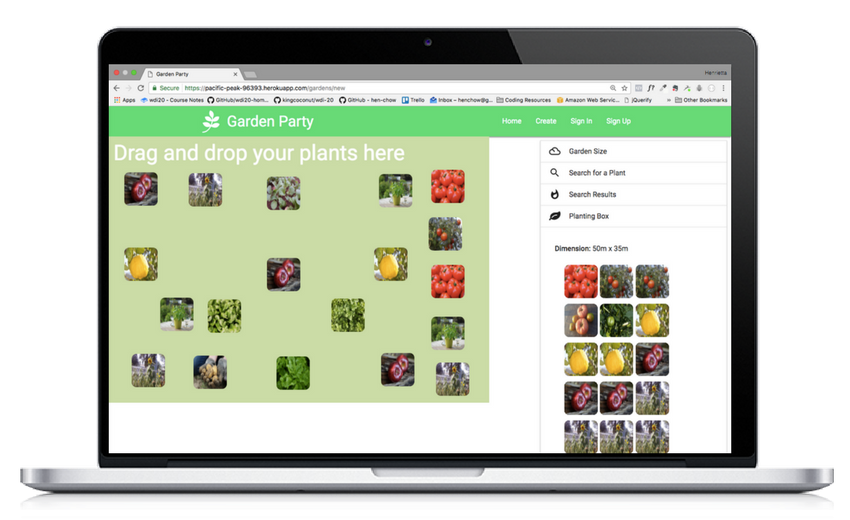 Garden Party
Henrietta
Secure https://pacific-peak-96393.herokuapp.com/gardens/new
Apps wdi20 - Course Notes GitHub/wdi20-hom... kingcoconut/wdi-20 GitHub - hen-chow Trello Inbox - henchow@g... Coding Resources Amazon Web Servic... jQuerify » Other Bookmarks
Garden Party Home Create Sign In Sign Up
Drag and drop your plants here
Garden Size
Search for a Plant
Search Results
Planting Box
Dimension: 50m x 35m